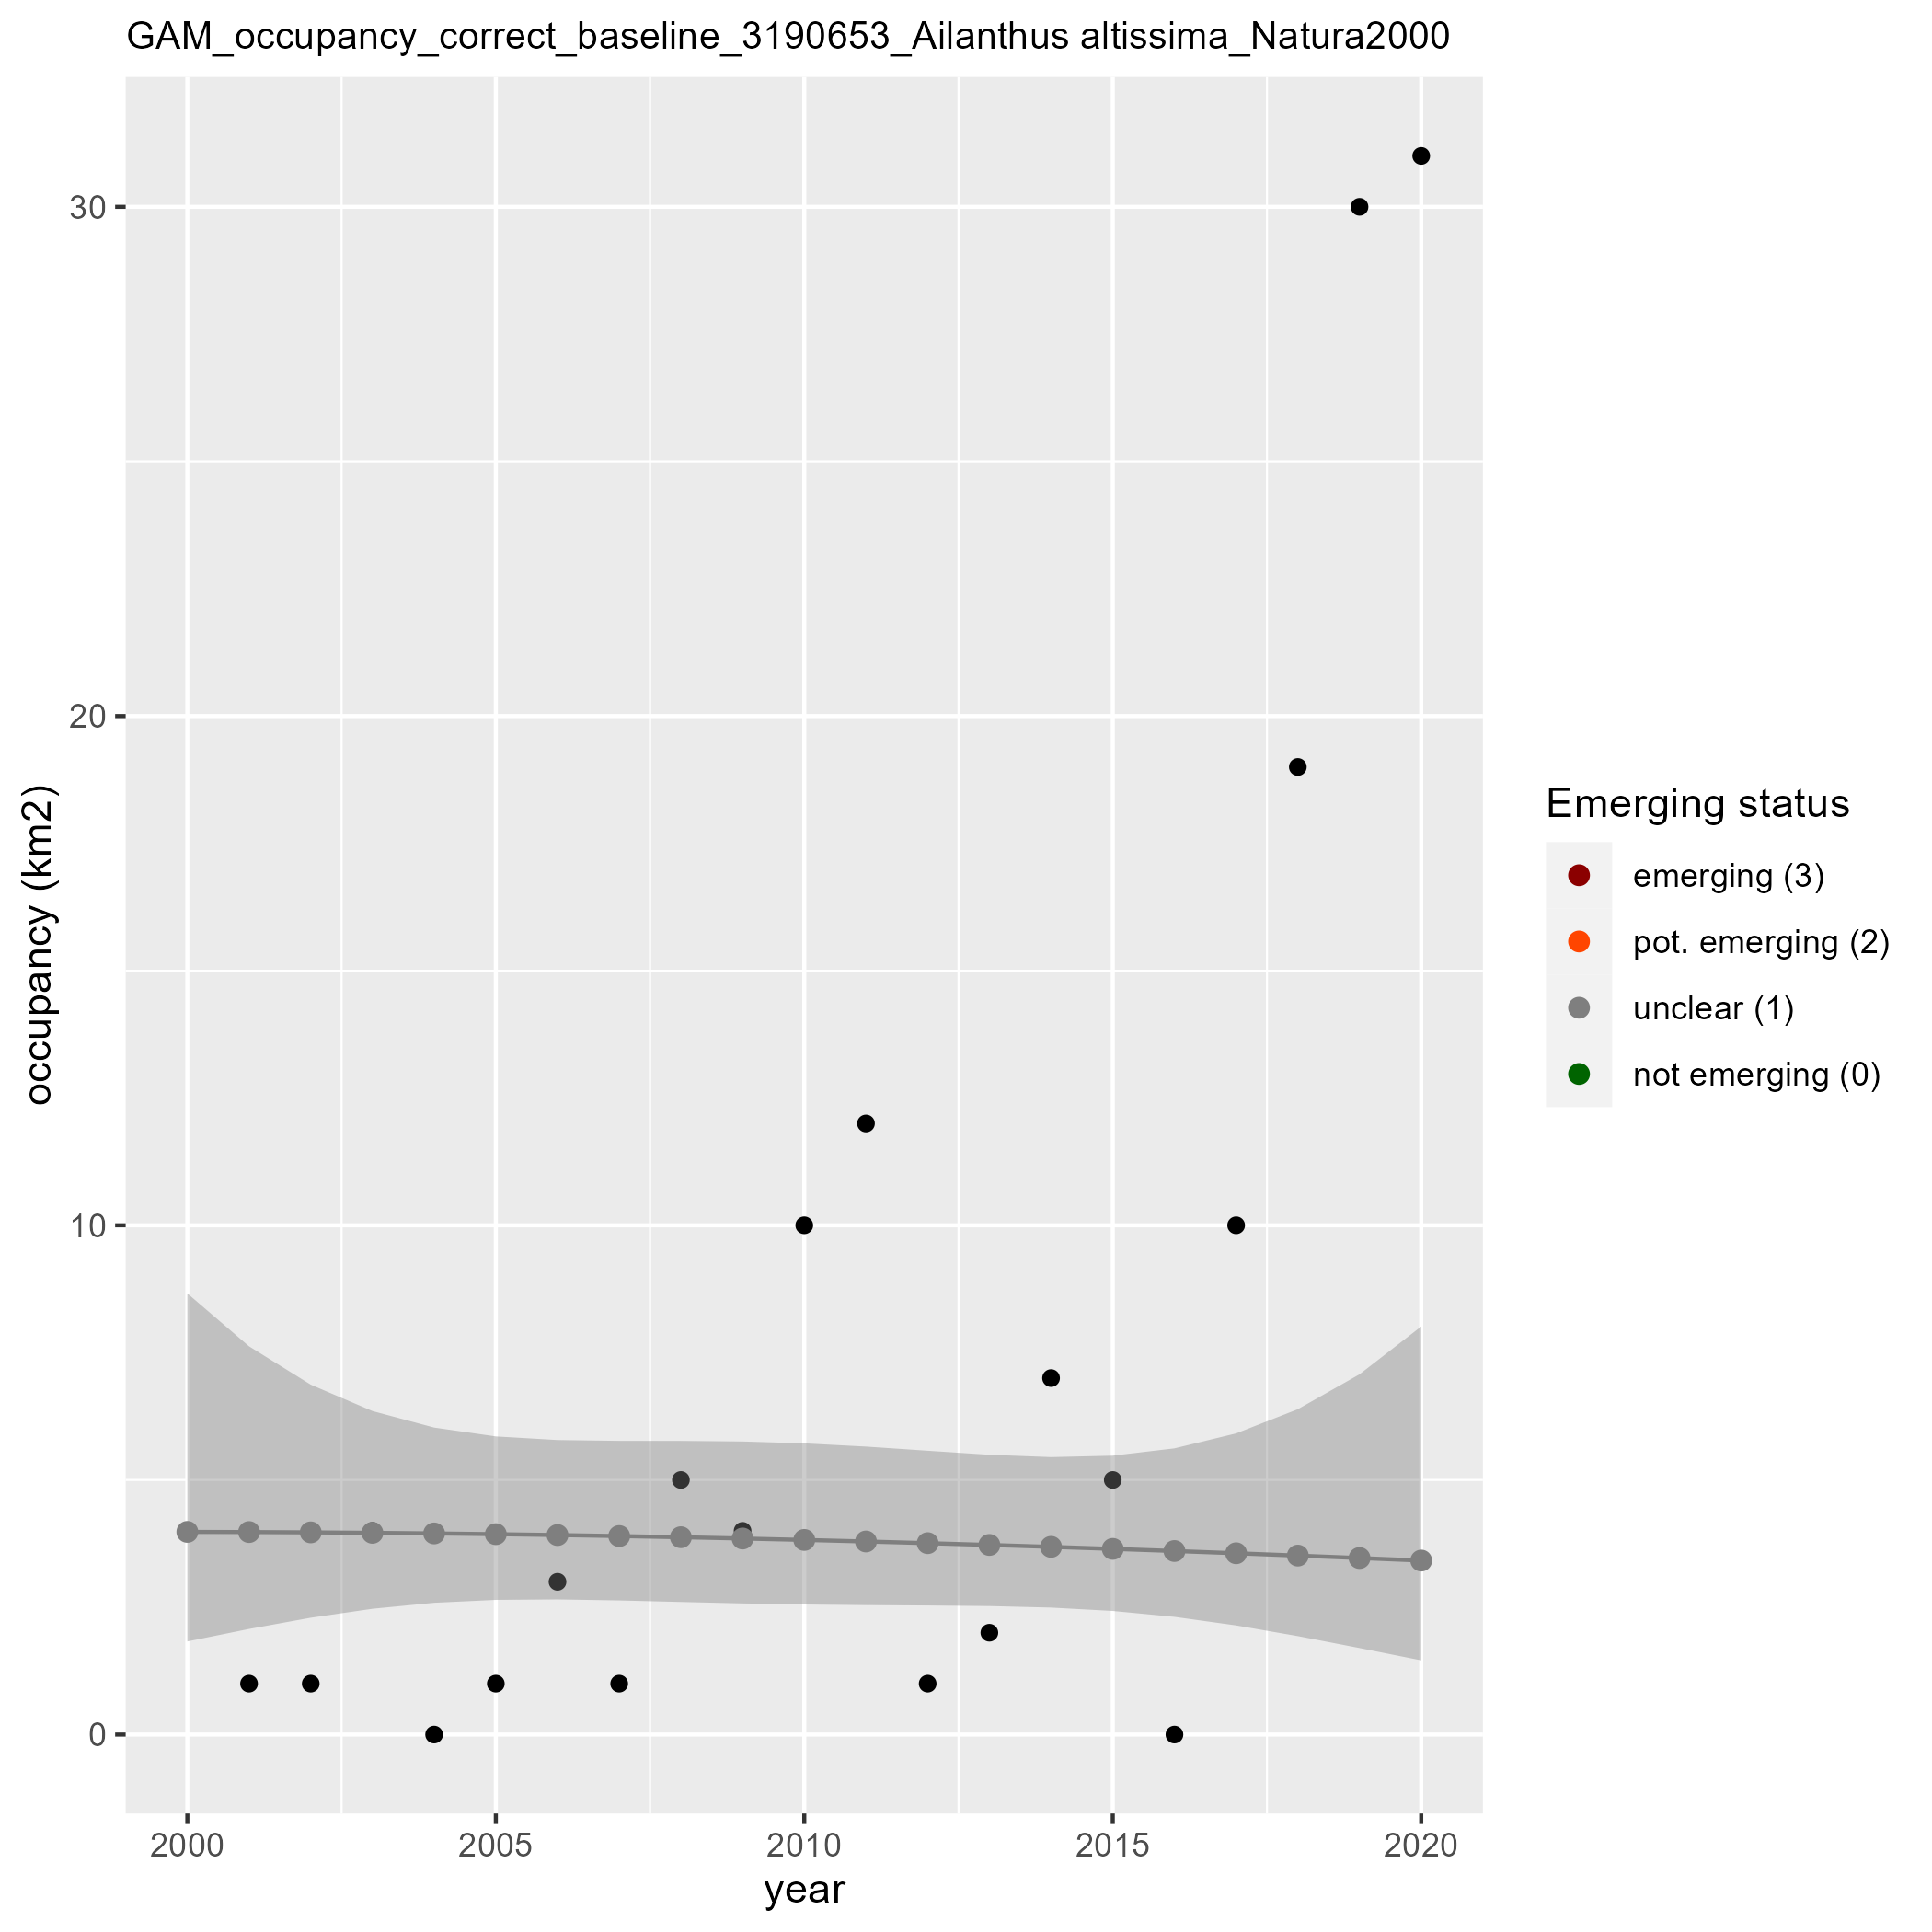 GAM_occupancy_correct_baseline_3190653_Ailanthus altissima_Natura2000
30
20
10
0
occupancy (km2)
2000 2005 2010 2015 2020
year
Emerging status
emerging (3)
pot. emerging (2)
unclear (1)
not emerging (0)